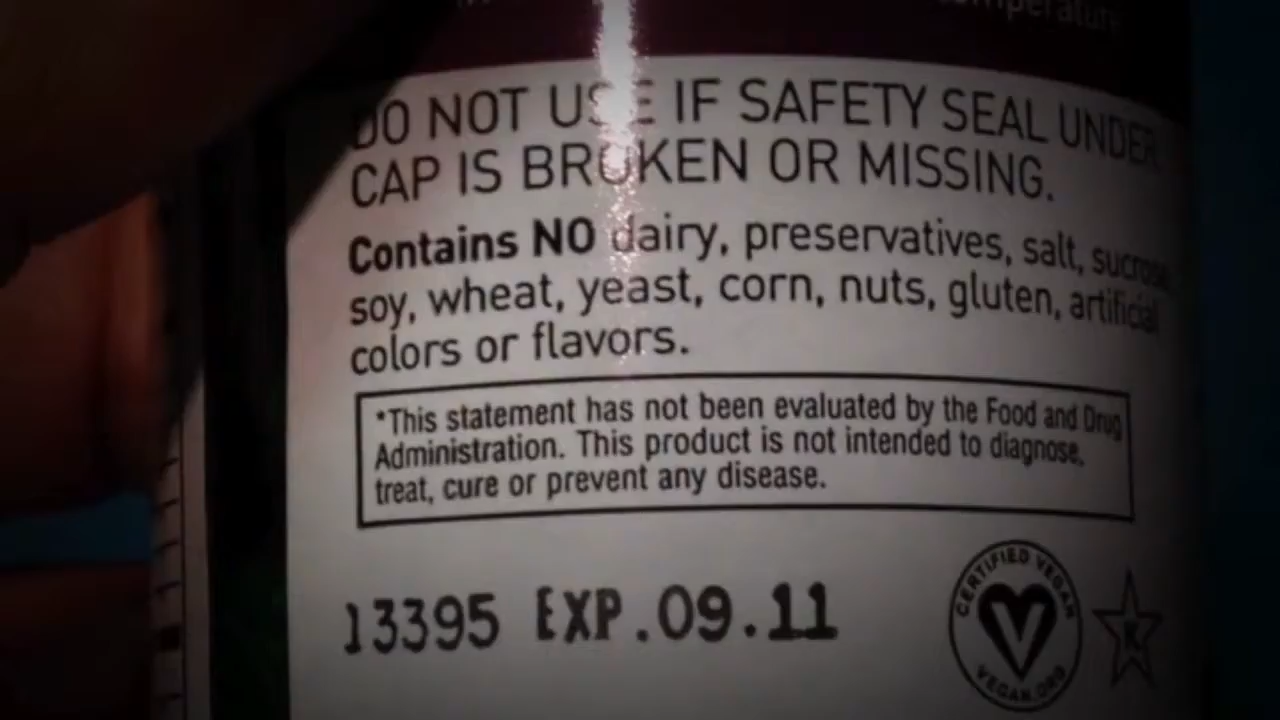 temperature
DO NOT USE IF SAFETY SEAL UNDER
CAP IS BROKEN OR MISSING.
Contains NO dairy, preservatives, salt, sucrose,
soy, wheat, yeast, corn, nuts, gluten, artificial
colors or flavors.
*This statement has not been evaluated by the Food and Drug
Administration. This product is not intended to diagnose,
treat, cure or prevent any disease.
13395 EXP.09.11
CERTIFIED VEGAN
VEGAN.ORG
K